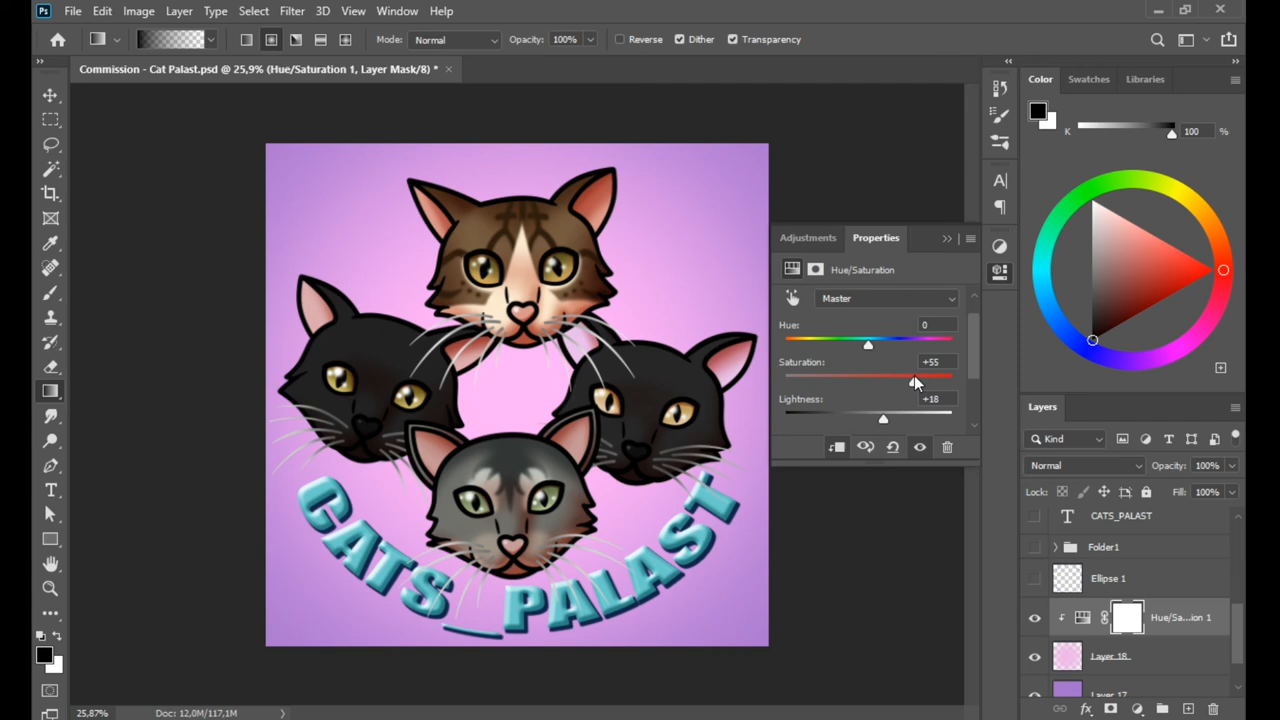 Ps File Edit Image Layer Type Select Filter 3D View Window Help
Mode: Normal Opacity: 100% Reverse Dither Transparency
Commission - Cat Palast.psd @ 25,9% (Hue/Saturation 1, Layer Mask/8) * ×
Color Swatches Libraries
K 100 %
CATS_PALAST
Adjustments Properties
Hue/Saturation
Master
Hue: 0
Saturation: +55
Lightness: +18
Layers
Kind
Normal Opacity: 100%
Lock: Fill: 100%
T CATS_PALAST
Folder1
Ellipse 1
Hue/Sa...ion 1
Layer 18
Layer 17
25,87% Doc: 12,0M/117,1M